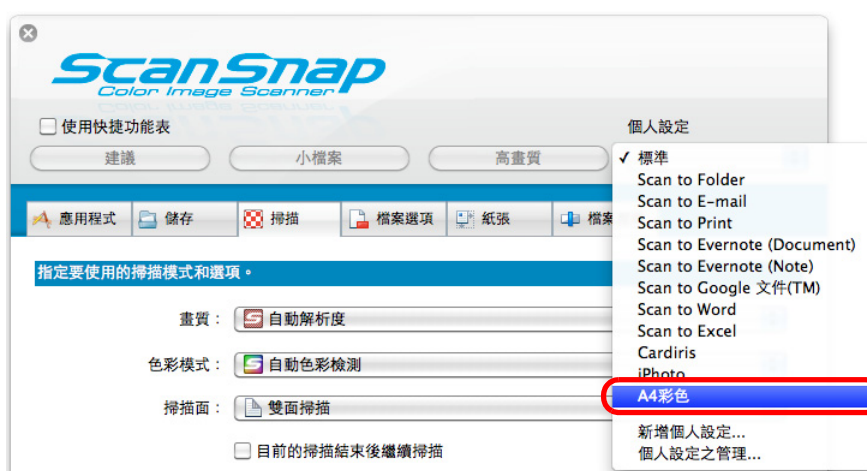 ScanSnap
Color Image Scanner
使用快捷功能表
個人設定
建議
小檔案
高畫質
✓ 標準
Scan to Folder
Scan to E-mail
Scan to Print
Scan to Evernote (Document)
Scan to Evernote (Note)
Scan to Google 文件(TM)
Scan to Word
Scan to Excel
Cardiris
iPhoto
A4彩色
新增個人設定...
個人設定之管理...
應用程式
儲存
掃描
檔案選項
紙張
檔案
指定要使用的掃描模式和選項。
畫質：
自動解析度
色彩模式：
自動色彩檢測
掃描面：
雙面掃描
目前的掃描結束後繼續掃描